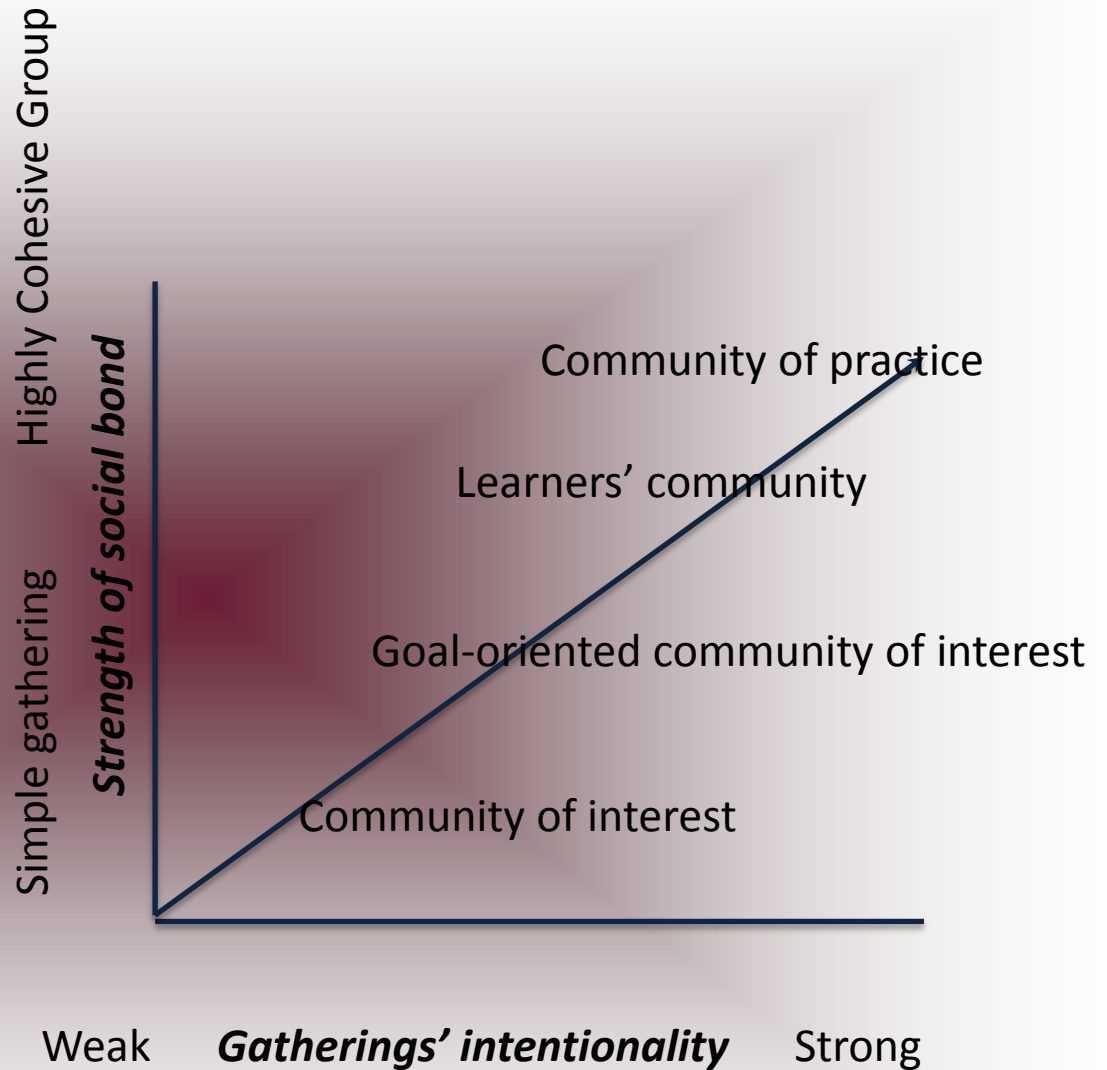 Highly Cohesive Group
Simple gathering
Strength of social bond
Community of practice
Learners’ community
Goal-oriented community of interest
Community of interest
Weak
Gatherings’ intentionality
Strong